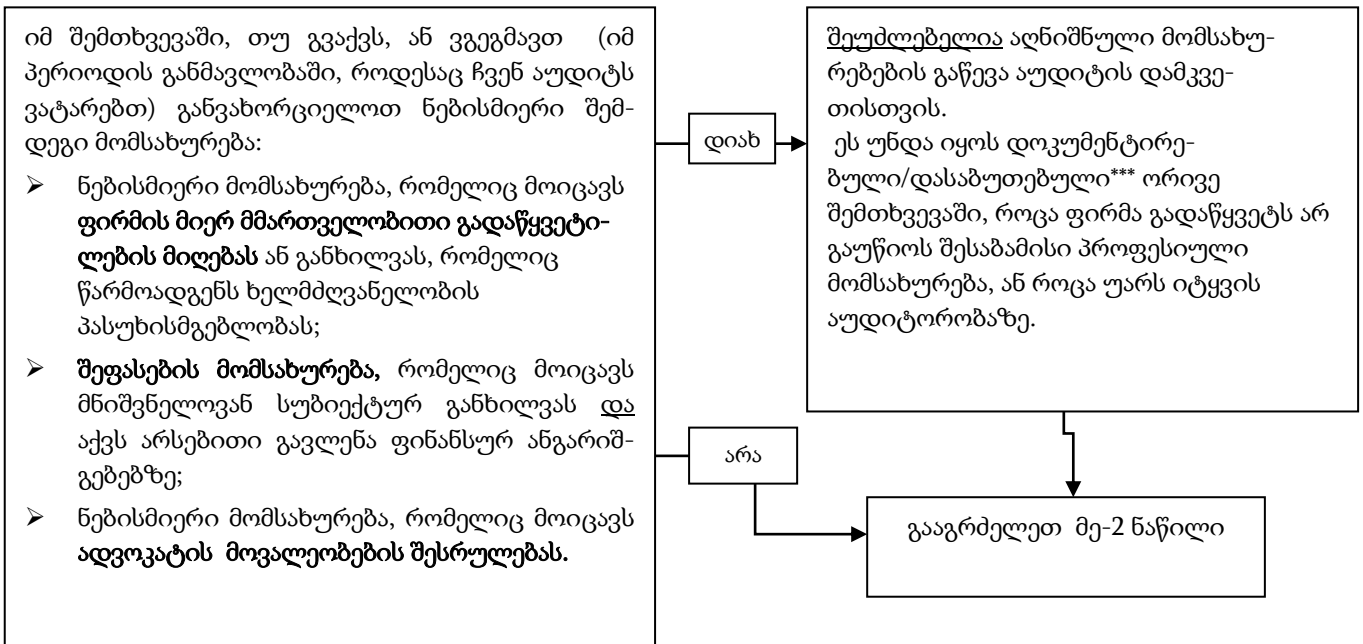 იმ შემთხვევაში, თუ გვაქვს, ან ვგეგმავთ (იმ
პერიოდის განმავლობაში, როდესაც ჩვენ აუდიტს
ვატარებთ) განვახორციელოთ ნებისმიერი შემ-
დეგი მომსახურება:
➢ ნებისმიერი მომსახურება, რომელიც მოიცავს
ფირმის მიერ მმართველობითი გადაწყვეტი-
ლების მიღებას ან განხილვას, რომელიც
წარმოადგენს ხელმძღვანელობის
პასუხისმგებლობას;
➢ შეფასების მომსახურება, რომელიც მოიცავს
მნიშვნელოვან სუბიექტურ განხილვას და
აქვს არსებითი გავლენა ფინანსურ ანგარიშ-
გებებზე;
➢ ნებისმიერი მომსახურება, რომელიც მოიცავს
ადვოკატის მოვალეობების შესრულებას.
დიახ
შეუძლებელია აღნიშნული მომსახუ-
რებების გაწევა აუდიტის დამკვე-
თისთვის.
ეს უნდა იყოს დოკუმენტირე-
ბული/დასაბუთებული*** ორივე
შემთხვევაში, როცა ფირმა გადაწყვეტს არ
გაუწიოს შესაბამისი პროფესიული
მომსახურება, ან როცა უარს იტყვის
აუდიტორობაზე.
არა
გააგრძელეთ მე-2 ნაწილი